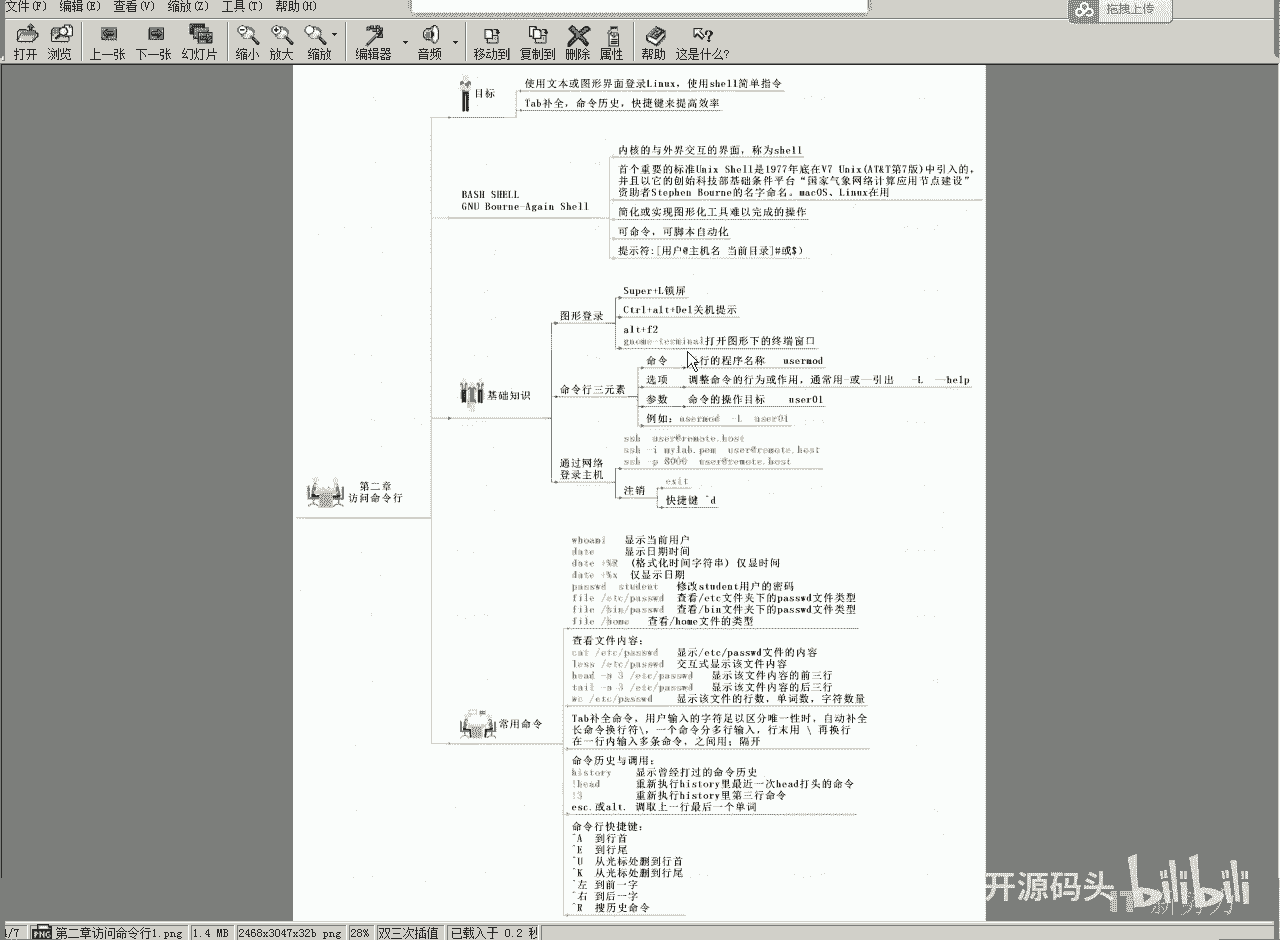 文件(F) 编辑(E) 查看(V) 缩放(Z) 工具(T) 帮助(H)
拖拽上传
打开 浏览 上一张 下一张 幻灯片 缩小 放大 缩放 编辑器 音频 移动到 复制到 删除 属性 帮助 这是什么?
目标
使用文本或图形界面登录Linux，使用shell简单指令
Tab补全，命令历史，快捷键来提高效率
BASH SHELL
GNU Bourne-Again Shell
内核的与外界交互的界面，称为shell
首个重要的标准Unix Shell是1977年底在V7 Unix(AT&T第7版)中引入的，
并且以它的创始科技部基础条件平台“国家气象网络计算应用节点建设”
资助者Stephen Bourne的名字命名。macOS、Linux在用
简化或实现图形化工具难以完成的操作
可命令，可脚本自动化
提示符:[用户@主机名 当前目录]#或$)
基础知识
图形登录
Super+L锁屏
Ctrl+alt+Del关机提示
alt+f2
gnome-terminal打开图形下的终端窗口
命令行三元素
命令 行的程序名称 usermod
选项 调整命令的行为或作用，通常用-或--引出 -L --help
参数 命令的操作目标 user01
例如: usermod -L user01
通过网络
登录主机
ssh user@remote.host
ssh -i mylab.pem user@remote.host
ssh -p 8000 user@remote.host
注销
exit
快捷键 ^d
第二章
访问命令行
常用命令
whoami 显示当前用户
date 显示日期时间
date +%R (格式化时间字符串) 仅显时间
date +%x 仅显示日期
passwd student 修改student用户的密码
file /etc/passwd 查看/etc文件夹下的passwd文件类型
file /bin/passwd 查看/bin文件夹下的passwd文件类型
file /home 查看/home文件的类型
查看文件内容:
cat /etc/passwd 显示/etc/passwd文件的内容
less /etc/passwd 交互式显示该文件内容
head -n 3 /etc/passwd 显示该文件内容的前三行
tail -n 3 /etc/passwd 显示该文件内容的后三行
wc /etc/passwd 显示该文件的行数，单词数，字符数量
Tab补全命令，用户输入的字符足以区分唯一性时，自动补全
长命令换行符\，一个命令分多行输入，行末用 \ 再换行
在一行内输入多条命令，之间用; 隔开
命令历史与调用:
history 显示曾经打过的命令历史
!head 重新执行history里最近一次head打头的命令
!3 重新执行history里第三行命令
esc.或alt. 调取上一行最后一个单词
命令行快捷键:
^A 到行首
^E 到行尾
^U 从光标处删到行首
^K 从光标处删到行尾
^左 到前一字
^右 到后一字
^R 搜历史命令
开源码头 bilibili
4/7 第二章访问命令行1.png 1.4 MB 2468x3047x32b png 28% 双三次插值 已载入于 0.2 秒